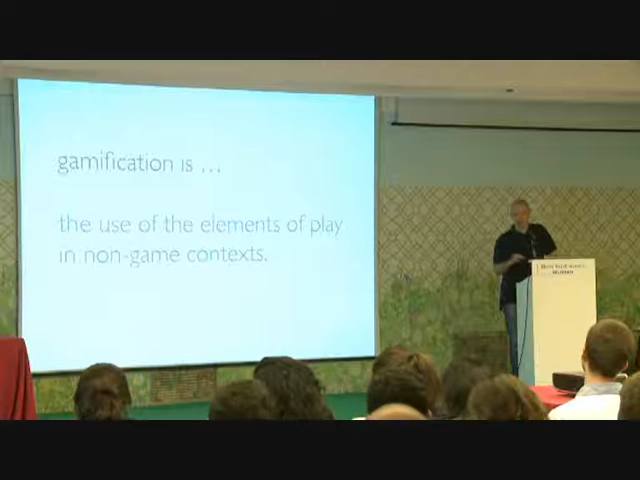 gamification is ...
the use of the elements of play
in non-game contexts.